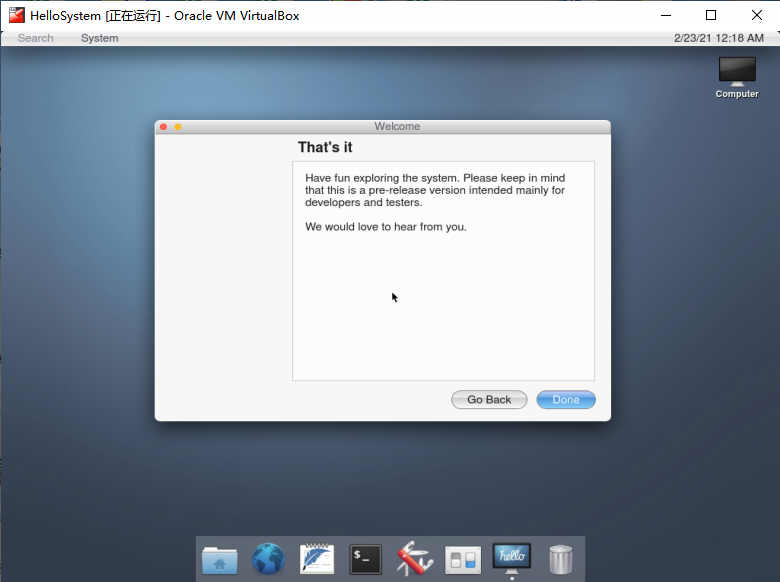 HelloSystem [正在运行] - Oracle VM VirtualBox
Search System 2/23/21 12:18 AM
Computer
Welcome
That's it
Have fun exploring the system. Please keep in mind
that this is a pre-release version intended mainly for
developers and testers.
We would love to hear from you.
Go Back Done
$_
hello